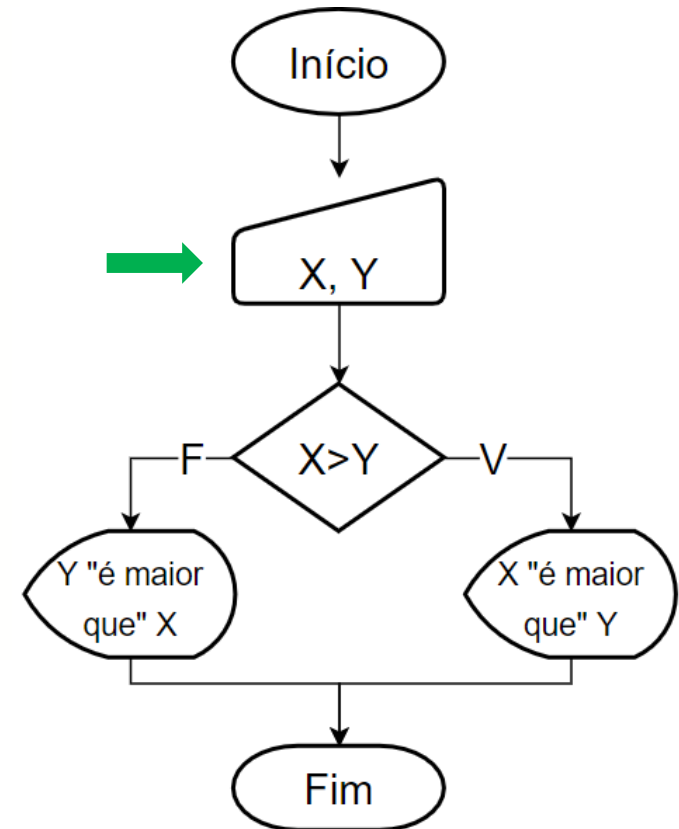 Início
X, Y
X>Y
F
V
Y "é maior
que" X
X "é maior
que" Y
Fim